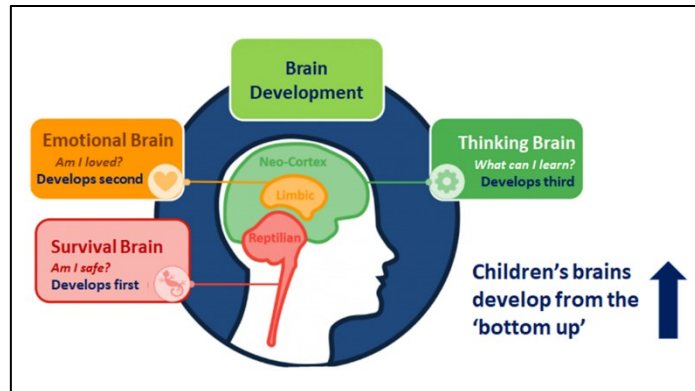 Brain
Development
Emotional Brain
Am I loved?
Develops second
Thinking Brain
What can I learn?
Develops third
Neo-Cortex
Limbic
Reptilian
Survival Brain
Am I safe?
Develops first
Children's brains
develop from the
'bottom up'